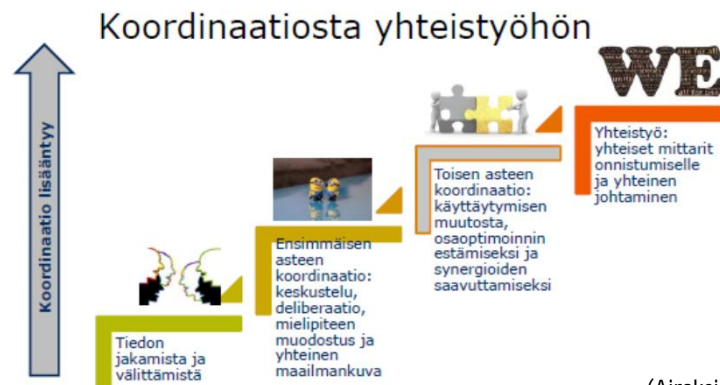 Koordinaatiosta yhteistyöhön
Koordinaatio lisääntyy
Tiedon
jakamista ja
välittämistä
Ensimmäisen
asteen
koordinaatio:
keskustelu,
deliberaatio,
mielipiteen
muodostus ja
yhteinen
maailmankuva
Toisen asteen
koordinaatio:
käyttäytymisen
muutosta,
osaoptimoinnin
estämiseksi ja
synergioiden
saavuttamiseksi
WE
Yhteistyö:
yhteiset mittarit
onnistumiselle
ja yhteinen
johtaminen